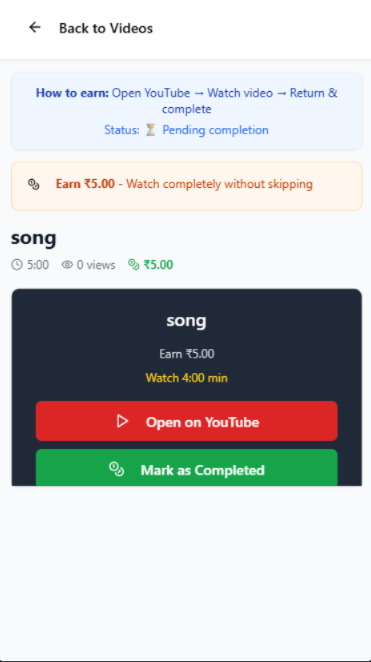 Back to Videos
How to earn: Open YouTube → Watch video → Return &
complete
Status: ⏳ Pending completion
Earn ₹5.00 - Watch completely without skipping
song
5:00 0 views ₹5.00
song
Earn ₹5.00
Watch 4:00 min
Open on YouTube
Mark as Completed